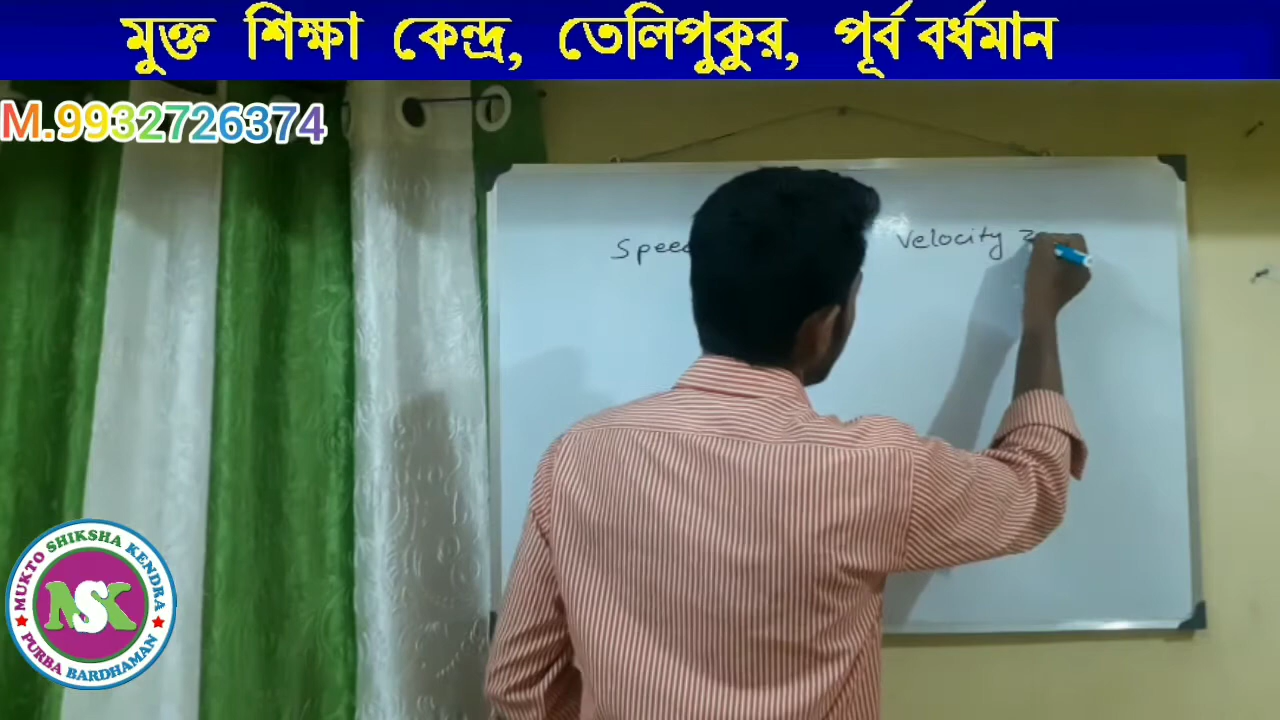 মুক্ত শিক্ষা কেন্দ্র, তেলিপুকুর, পূর্ব বর্ধমান
M.9932726374
Velocity
MUKTO SHIKSHA KENDRA
MSK
PURBA BARDHAMAN